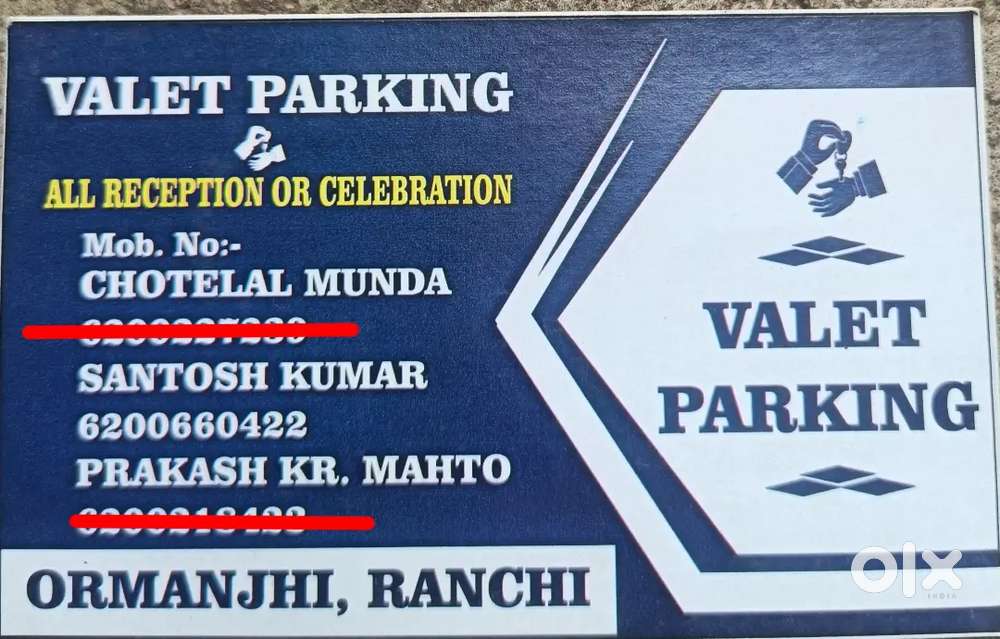 VALET PARKING
ALL RECEPTION OR CELEBRATION
Mob. No:-
CHOTELAL MUNDA
SANTOSH KUMAR
6200660422
PRAKASH KR. MAHTO
ORMANJHI, RANCHI
VALET
PARKING
olx
INDIA